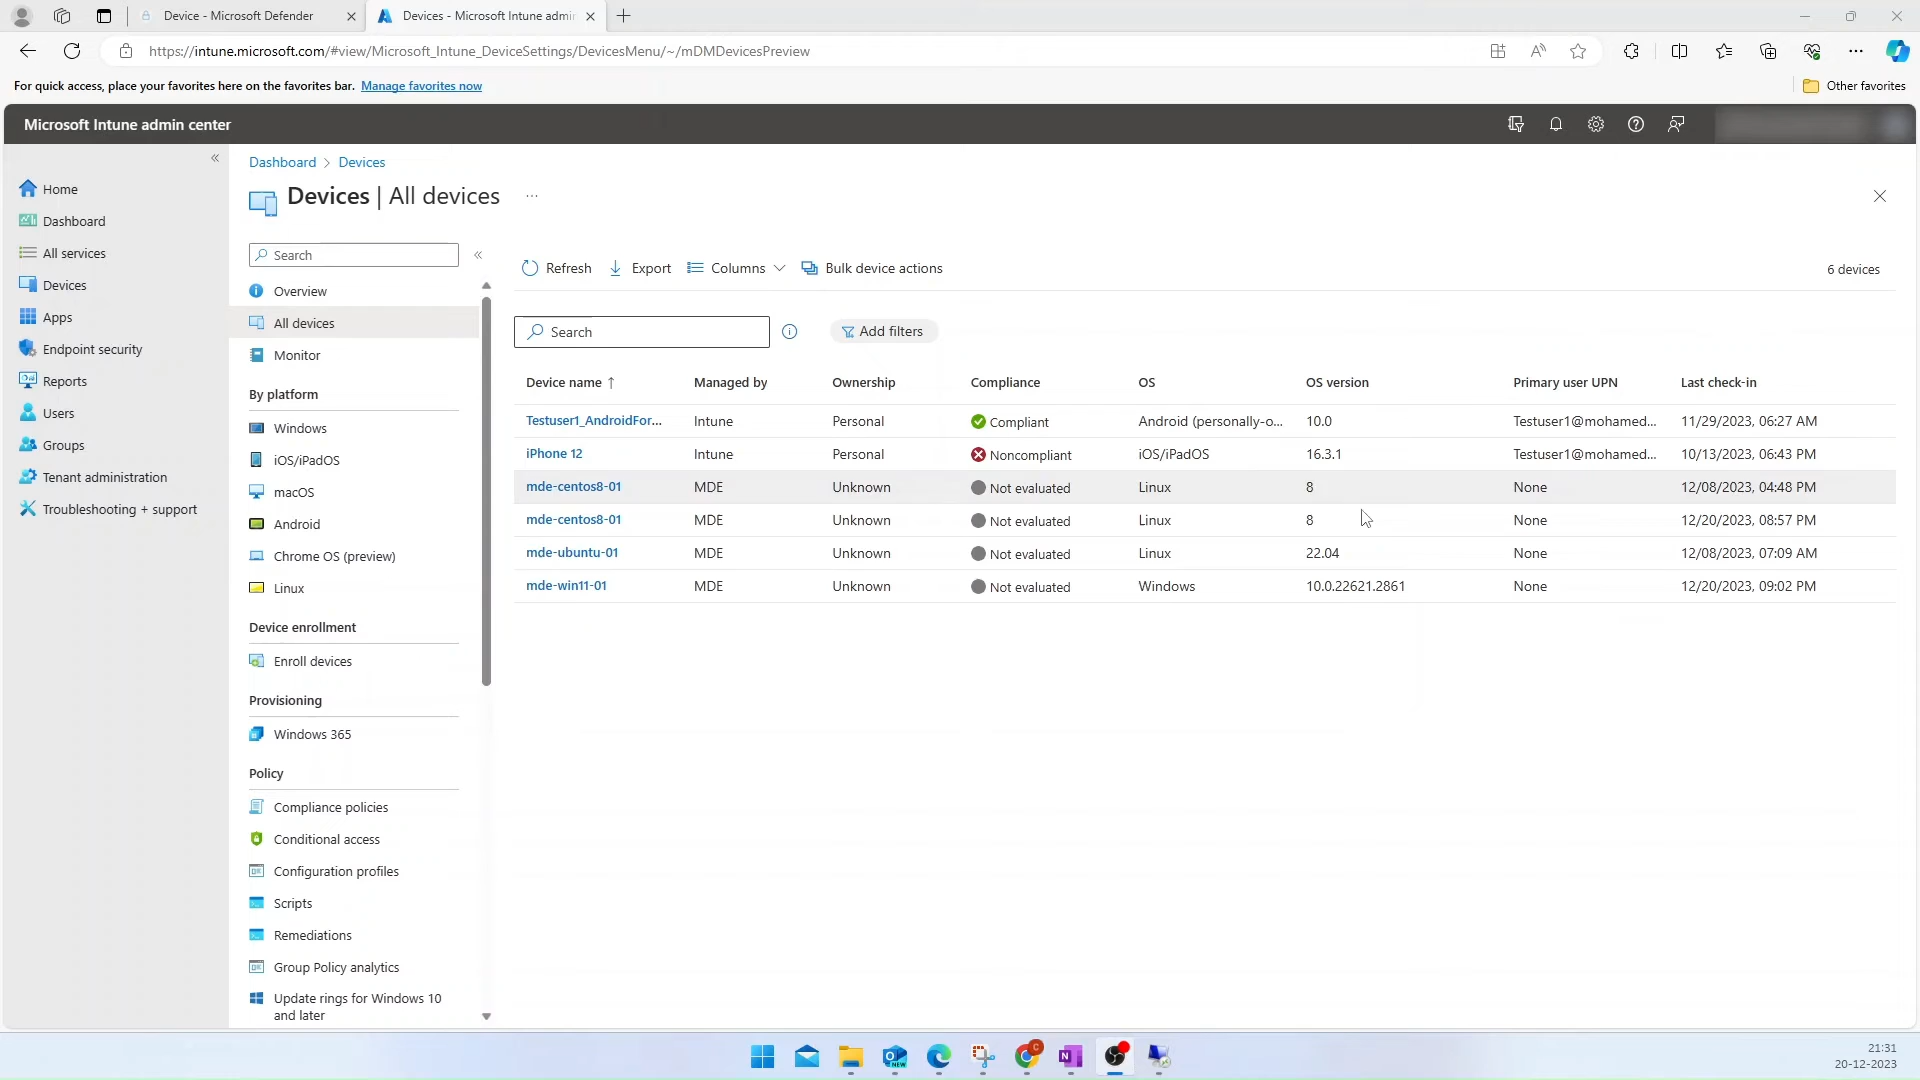 Device - Microsoft Defender
Devices - Microsoft Intune admin
https://intune.microsoft.com/#view/Microsoft_Intune_DeviceSettings/DevicesMenu/~/mDMDevicesPreview
For quick access, place your favorites here on the favorites bar. Manage favorites now
Other favorites
Microsoft Intune admin center
Home
Dashboard
All services
Devices
Apps
Endpoint security
Reports
Users
Groups
Tenant administration
Troubleshooting + support
Dashboard > Devices
Devices | All devices ...
Search
Overview
All devices
Monitor
By platform
Windows
iOS/iPadOS
macOS
Android
Chrome OS (preview)
Linux
Device enrollment
Enroll devices
Provisioning
Windows 365
Policy
Compliance policies
Conditional access
Configuration profiles
Scripts
Remediations
Group Policy analytics
Update rings for Windows 10
and later
Refresh Export Columns Bulk device actions 6 devices
Search Add filters
Device name ↑ Managed by Ownership Compliance OS OS version Primary user UPN Last check-in
Testuser1_AndroidFor... Intune Personal Compliant Android (personally-o... 10.0 Testuser1@mohamed... 11/29/2023, 06:27 AM
iPhone 12 Intune Personal Noncompliant iOS/iPadOS 16.3.1 Testuser1@mohamed... 10/13/2023, 06:43 PM
mde-centos8-01 MDE Unknown Not evaluated Linux 8 None 12/08/2023, 04:48 PM
mde-centos8-01 MDE Unknown Not evaluated Linux 8 None 12/20/2023, 08:57 PM
mde-ubuntu-01 MDE Unknown Not evaluated Linux 22.04 None 12/08/2023, 07:09 AM
mde-win11-01 MDE Unknown Not evaluated Windows 10.0.22621.2861 None 12/20/2023, 09:02 PM
21:31
20-12-2023